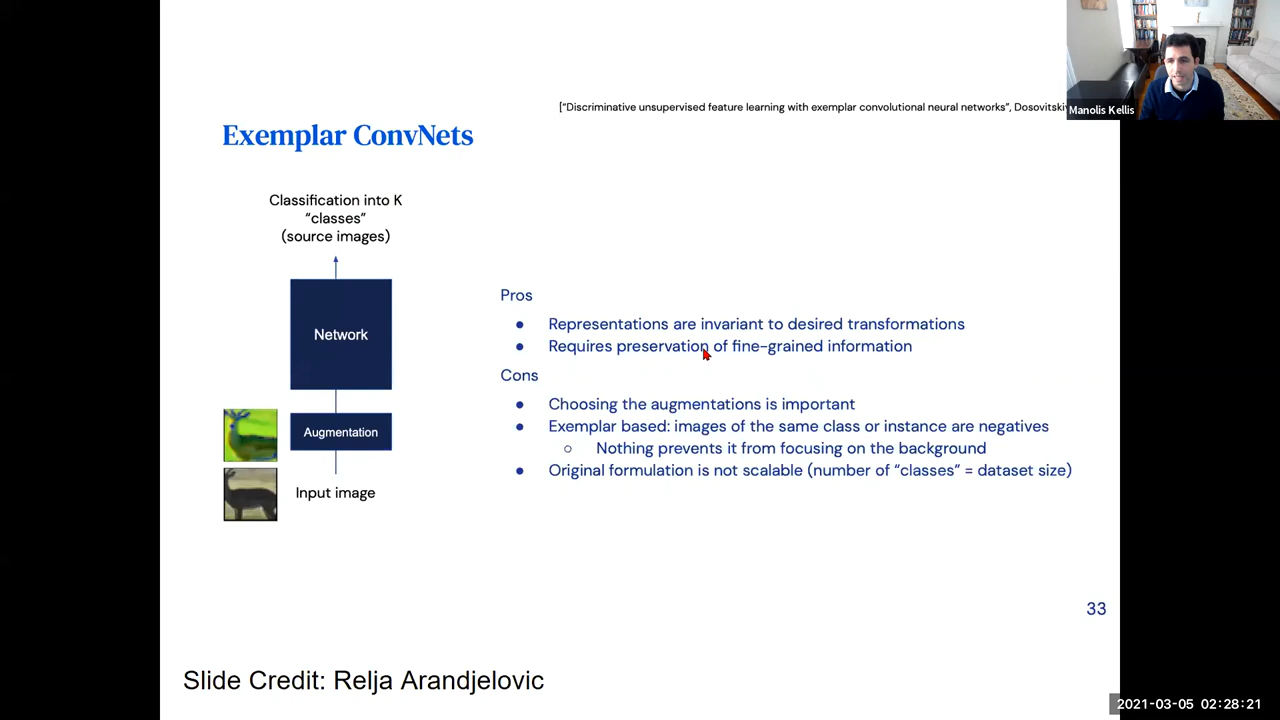 ["Discriminative unsupervised feature learning with exemplar convolutional neural networks", Dosovitski
Manolis Kellis
Exemplar ConvNets
Classification into K
"classes"
(source images)
Network
Augmentation
Input image
Pros
● Representations are invariant to desired transformations
● Requires preservation of fine-grained information
Cons
● Choosing the augmentations is important
● Exemplar based: images of the same class or instance are negatives
○ Nothing prevents it from focusing on the background
● Original formulation is not scalable (number of "classes" = dataset size)
33
Slide Credit: Relja Arandjelovic
2021-03-05 02:28:21